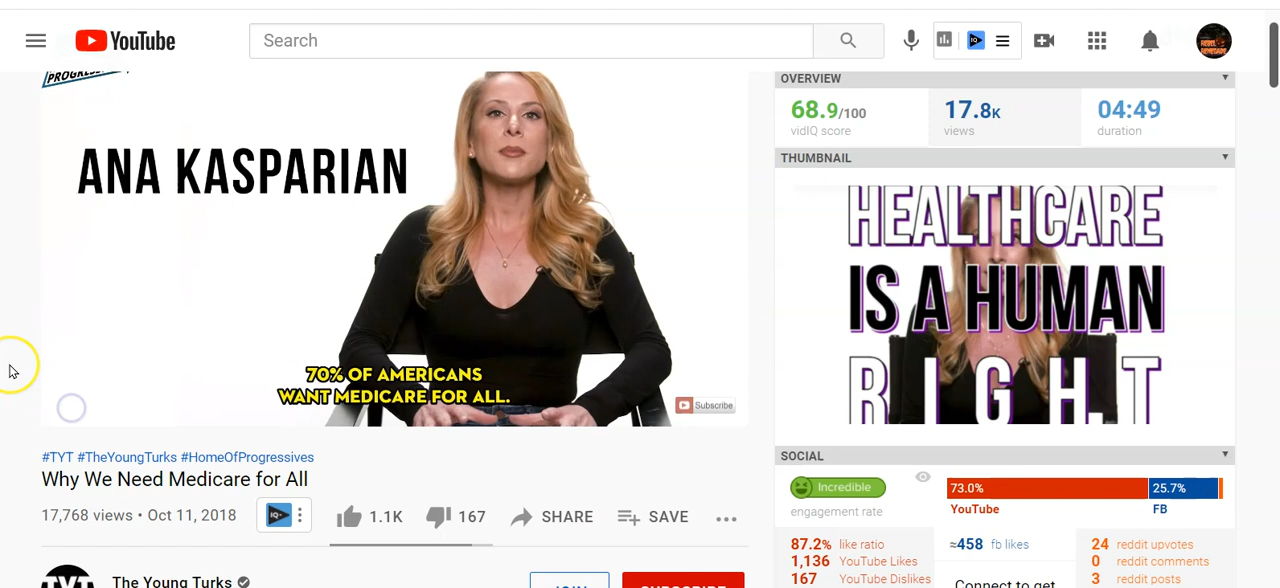 YouTube
Search
PROGRESS
ANA KASPARIAN
70% OF AMERICANS
WANT MEDICARE FOR ALL.
Subscribe
#TYT #TheYoungTurks #HomeOfProgressives
Why We Need Medicare for All
17,768 views • Oct 11, 2018
IQ
1.1K
167
SHARE
SAVE
TYT
The Young Turks
JOIN
SUBSCRIBE
OVERVIEW
68.9/100
vidIQ score
17.8K
views
04:49
duration
THUMBNAIL
HEALTHCARE
IS A HUMAN
RIGHT
SOCIAL
Incredible
engagement rate
73.0%
25.7%
YouTube
FB
87.2% like ratio
1,136 YouTube Likes
167 YouTube Dislikes
≈458 fb likes
Connect to get
24 reddit upvotes
0 reddit comments
3 reddit posts